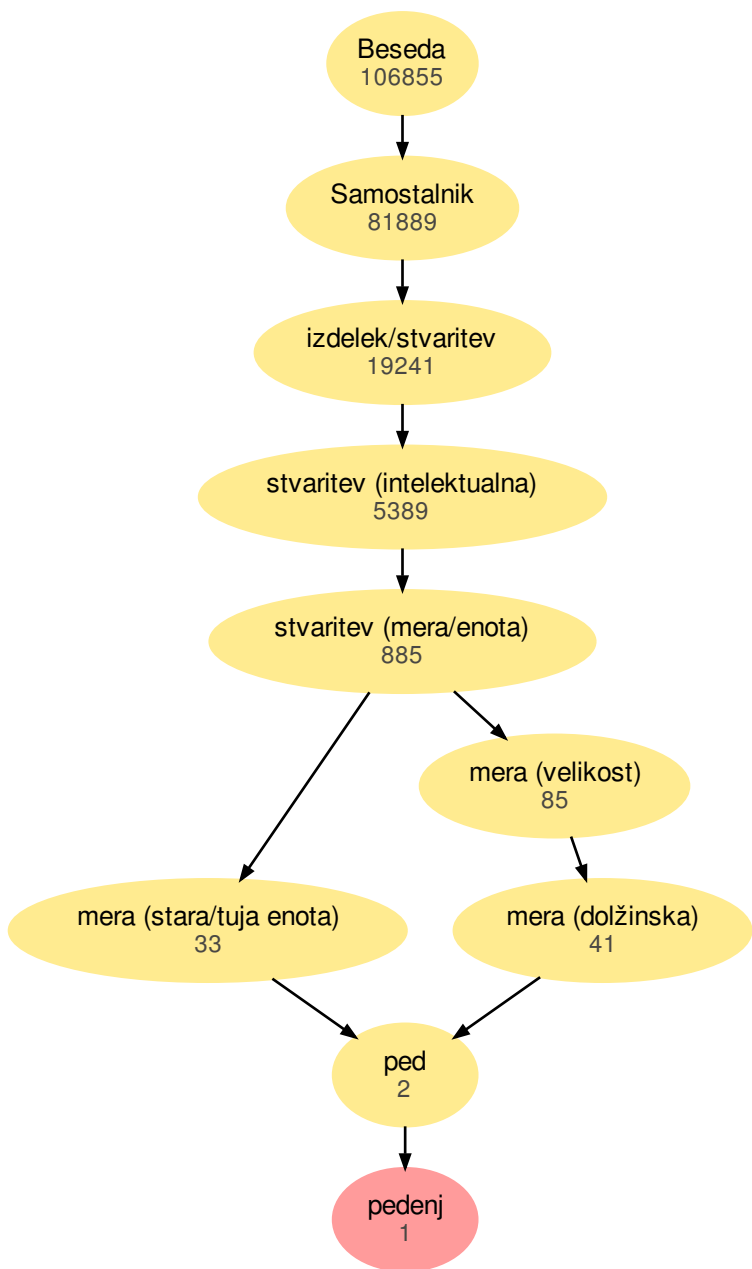 Beseda
106855
Samostalnik
81889
izdelek/stvaritev
19241
stvaritev (intelektualna)
5389
stvaritev (mera/enota)
885
mera (velikost)
85
mera (stara/tuja enota)
33
mera (dolžinska)
41
ped
2
pedenj
1